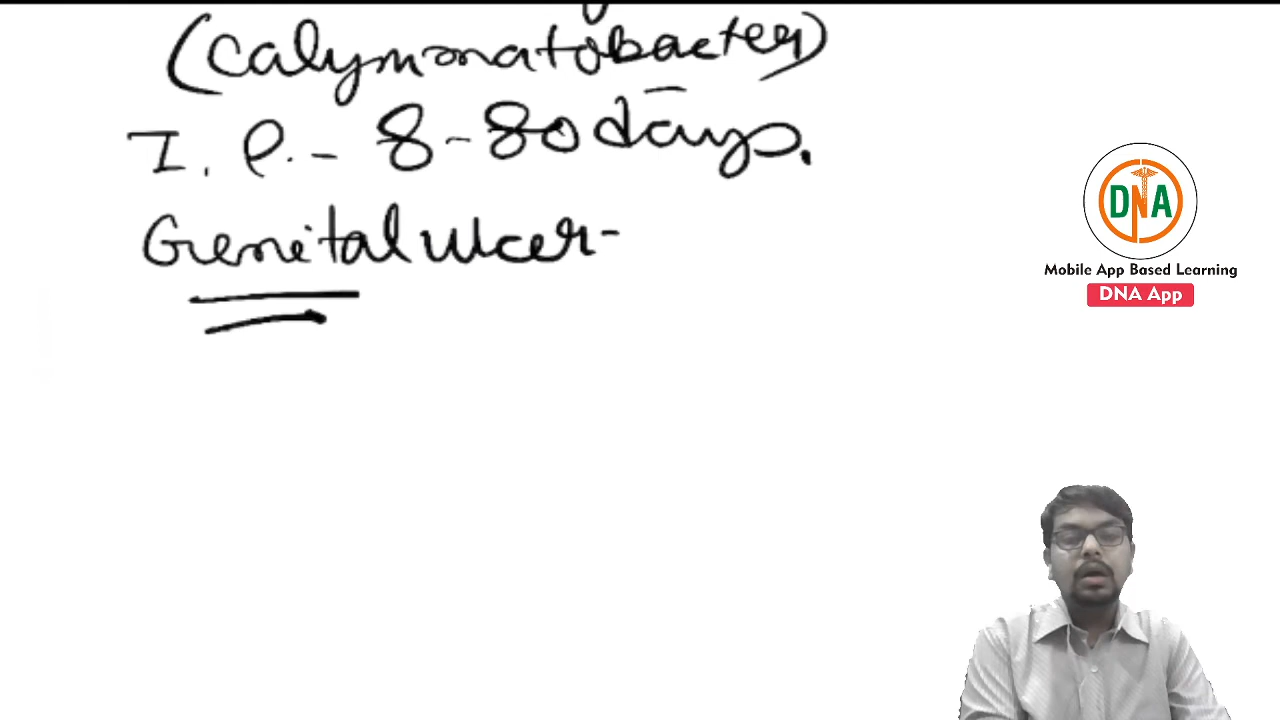 (Calymmatobacter)
I. P. - 8 - 80 days.
Genital ulcer -
DNA
Mobile App Based Learning
DNA App